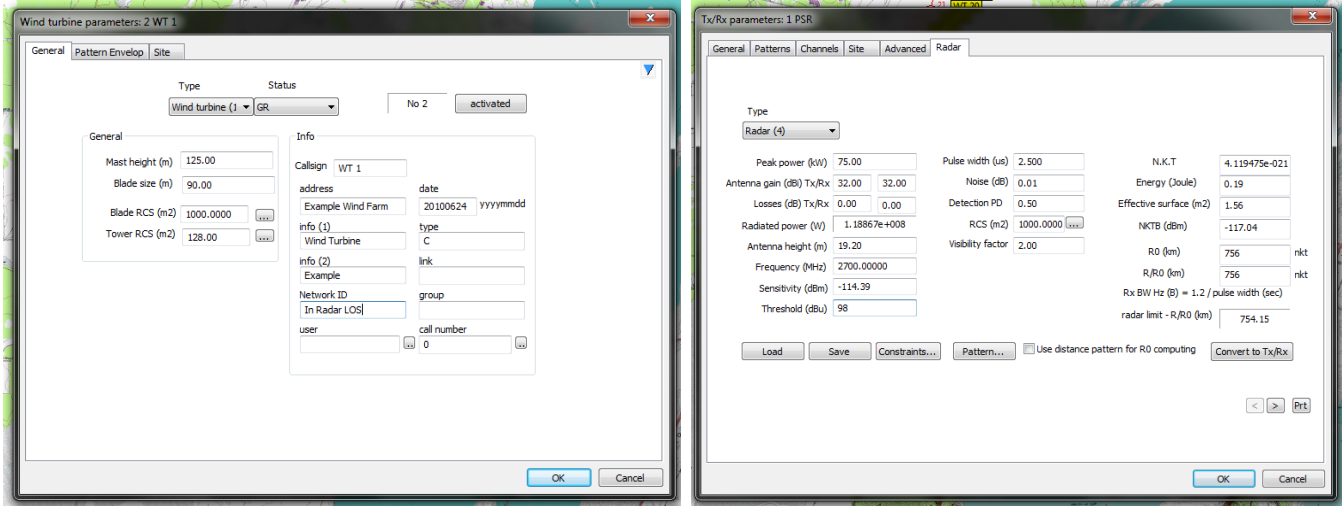 21 WT 20
Wind turbine parameters: 2 WT 1
General Pattern Envelop Site
Type Status
Wind turbine (1 GR No 2 activated
General
Mast height (m) 125.00
Blade size (m) 90.00
Blade RCS (m2) 1000.0000 ...
Tower RCS (m2) 128.00 ...
Info
Callsign WT 1
address date
Example Wind Farm 20100624 yyyymmdd
info (1) type
Wind Turbine C
info (2) link
Example
Network ID group
In Radar LOS
user call number
.. 0 ..
OK Cancel
Tx/Rx parameters: 1 PSR
General Patterns Channels Site Advanced Radar
Type
Radar (4)
Peak power (kW) 75.00
Antenna gain (dBi) Tx/Rx 32.00 32.00
Losses (dB) Tx/Rx 0.00 0.00
Radiated power (W) 1.18867e+008
Antenna height (m) 19.20
Frequency (MHz) 2700.00000
Sensitivity (dBm) -114.39
Threshold (dBu) 98
Pulse width (us) 2.500
Noise (dB) 0.01
Detection PD 0.50
RCS (m2) 1000.0000 ...
Visibility factor 2.00
N.K.T 4.119475e-021
Energy (Joule) 0.19
Effective surface (m2) 1.56
NKTB (dBm) -117.04
R0 (km) 756 nkt
R/R0 (km) 756 nkt
Rx BW Hz (B) = 1.2 / pulse width (sec)
radar limit - R/R0 (km) 754.15
Load Save Constraints... Pattern... Use distance pattern for R0 computing Convert to Tx/Rx
< > Prt
OK Cancel